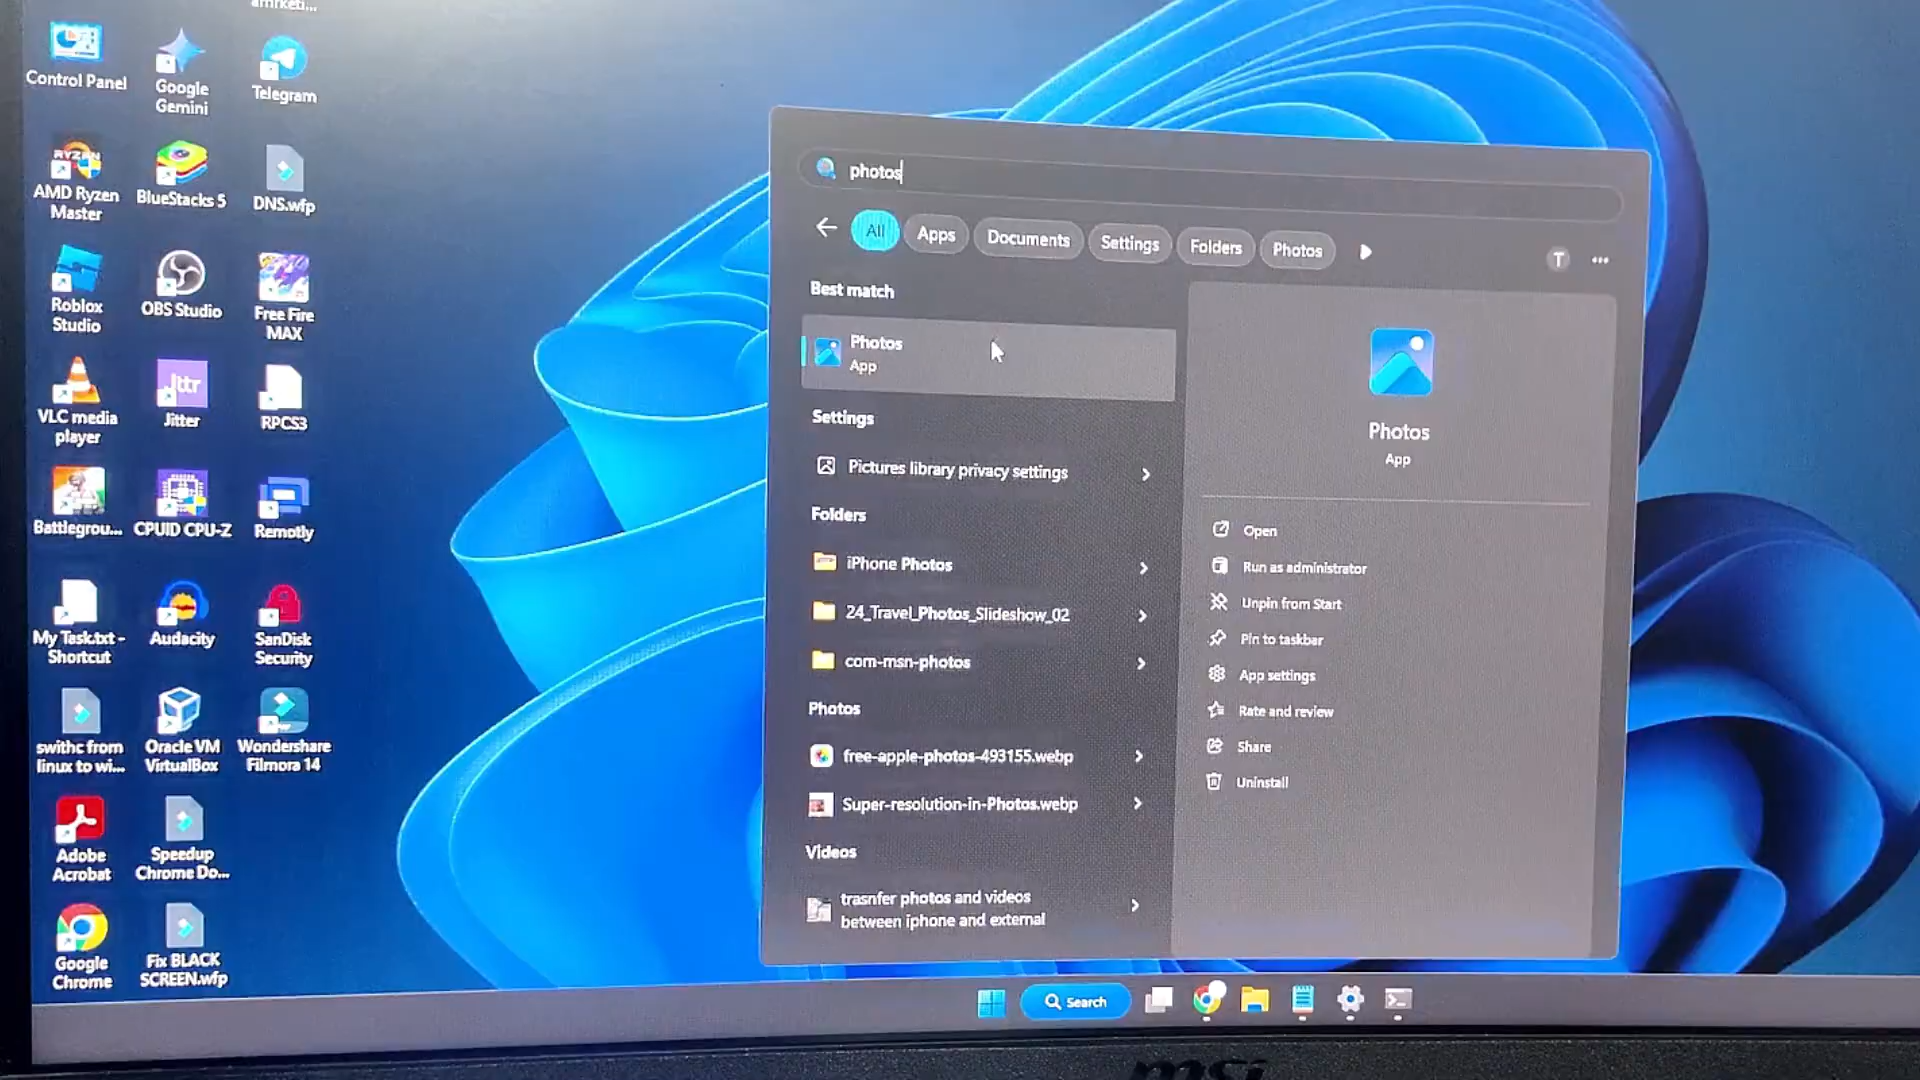 Control Panel
Google
Gemini
Telegram
AMD Ryzen
Master
BlueStacks 5
DNS.wfp
Roblox
Studio
OBS Studio
Free Fire
MAX
VLC media
player
Jitter
RPCS3
Battlegrou...
CPUID CPU-Z
Remotly
My Task.txt -
Shortcut
Audacity
SanDisk
Security
swithc from
linux to wi...
Oracle VM
VirtualBox
Wondershare
Filmora 14
Adobe
Acrobat
Speedup
Chrome Do...
Google
Chrome
Fix BLACK
SCREEN.wfp
RYZEN
jttr
photos
All
Apps
Documents
Settings
Folders
Photos
T
Best match
Photos
App
Settings
Pictures library privacy settings
Folders
iPhone Photos
24_Travel_Photos_Slideshow_02
com-msn-photos
Photos
free-apple-photos-493155.webp
Super-resolution-in-Photos.webp
Videos
trasnfer photos and videos
between iphone and external
Photos
App
Open
Run as administrator
Unpin from Start
Pin to taskbar
App settings
Rate and review
Share
Uninstall
Search
msi